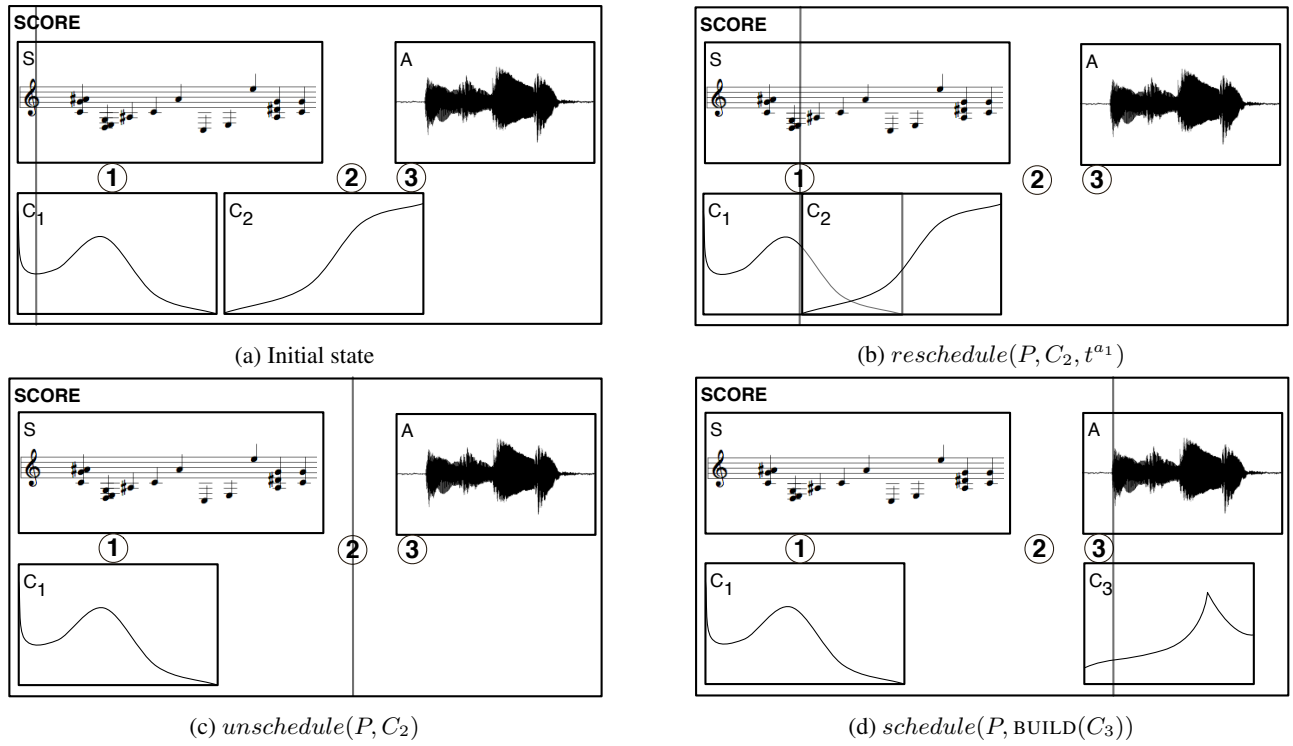 SCORE
S
A
1
2
3
C1
C2
(a) Initial state
SCORE
S
A
1
2
3
C1
C2
(b) reschedule(P, C2, t^a1)
SCORE
S
A
1
2
3
C1
(c) unschedule(P, C2)
SCORE
S
A
1
2
3
C1
C3
(d) schedule(P, BUILD(C3))